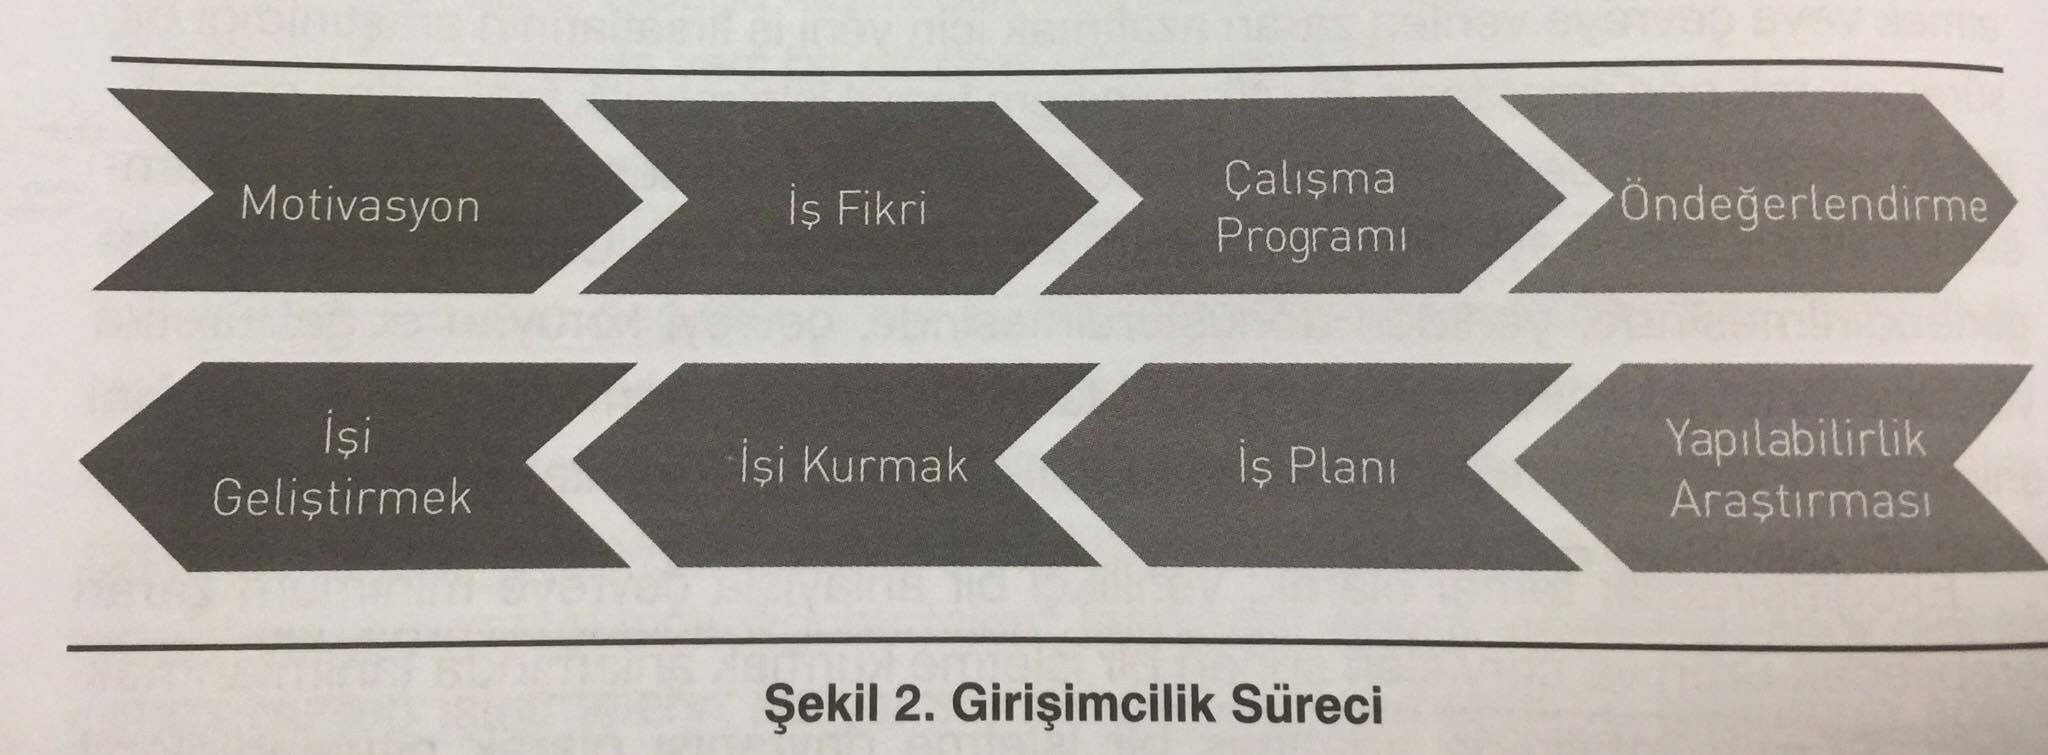 Motivasyon
İş Fikri
Çalışma
Programı
Öndeğerlendirme
Yapılabilirlik
Araştırması
İş Planı
İşi Kurmak
İşi
Geliştirmek
Şekil 2. Girişimcilik Süreci